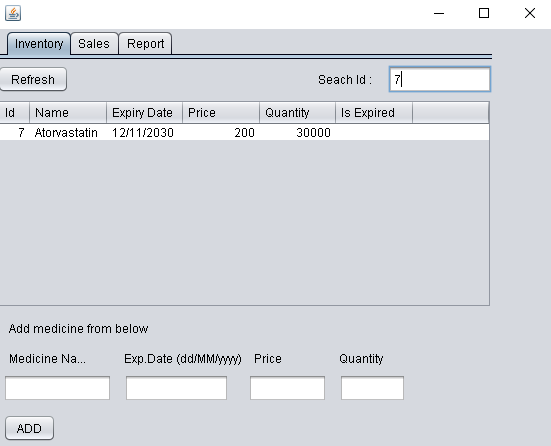 Inventory Sales Report
Refresh Seach Id : 7
Id Name Expiry Date Price Quantity Is Expired
7 Atorvastatin 12/11/2030 200 30000
Add medicine from below
Medicine Na... Exp.Date (dd/MM/yyyy) Price Quantity
ADD